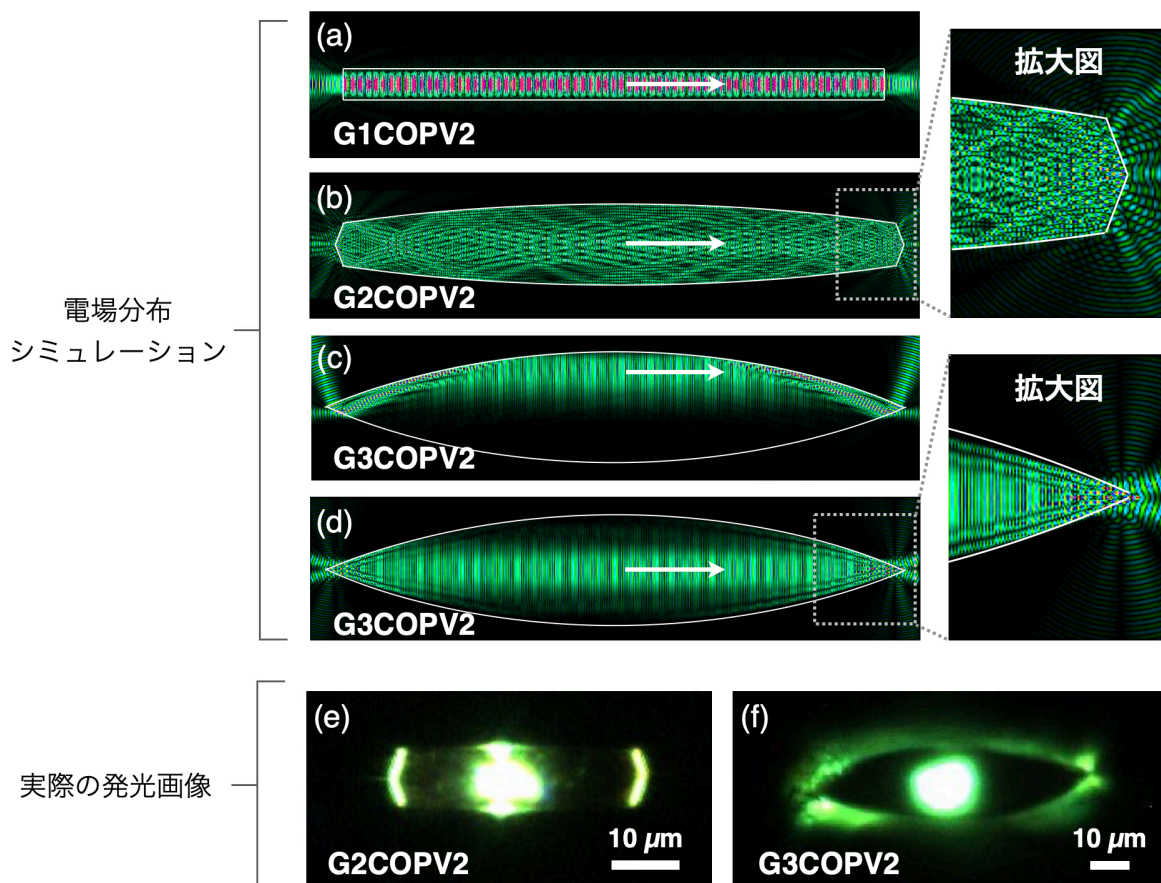 (a)
G1COPV2
(b)
G2COPV2
拡大図
電場分布
シミュレーション
(c)
G3COPV2
(d)
G3COPV2
拡大図
実際の発光画像
(e)
10 µm
G2COPV2
(f)
10 µm
G3COPV2